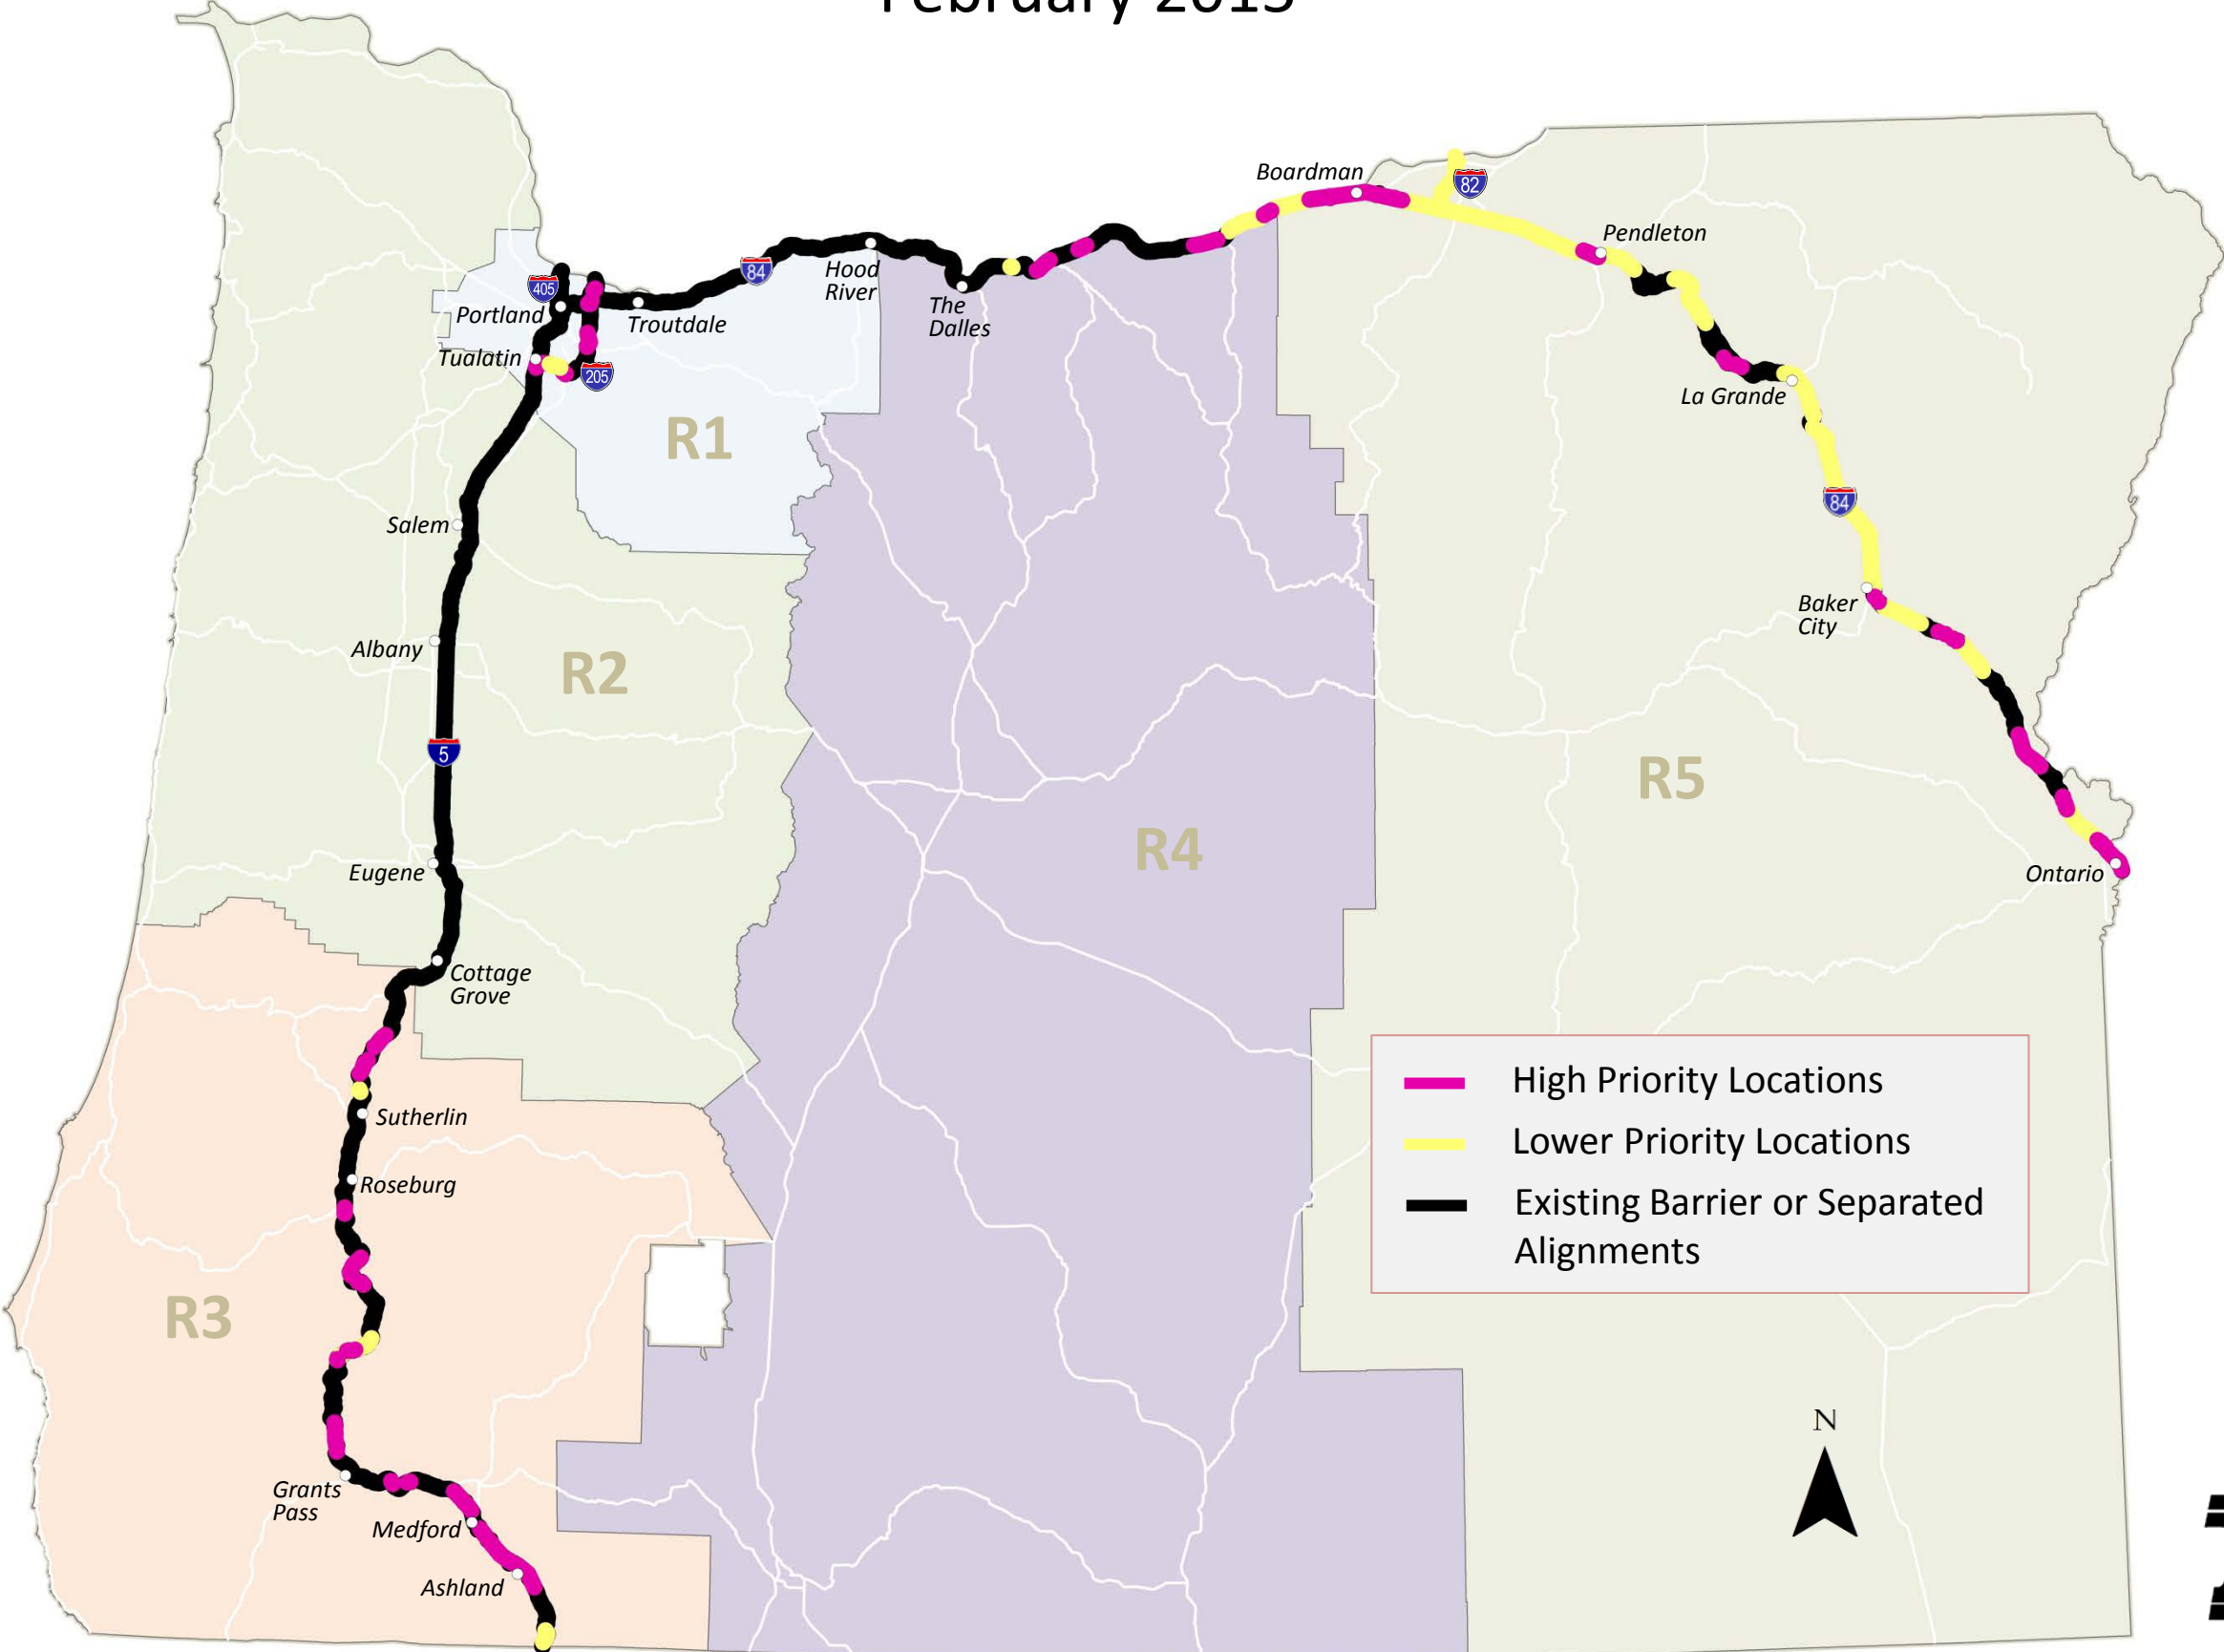 February 2013
Boardman
82
Pendleton
84
Hood
River
The
Dalles
405
Portland
Troutdale
Tualatin
205
La Grande
R1
84
Salem
Baker
City
Albany
R2
5
R5
R4
Eugene
Ontario
Cottage
Grove
High Priority Locations
Sutherlin
Lower Priority Locations
Roseburg
Existing Barrier or Separated
Alignments
R3
N
Grants
Pass
Medford
Ashland